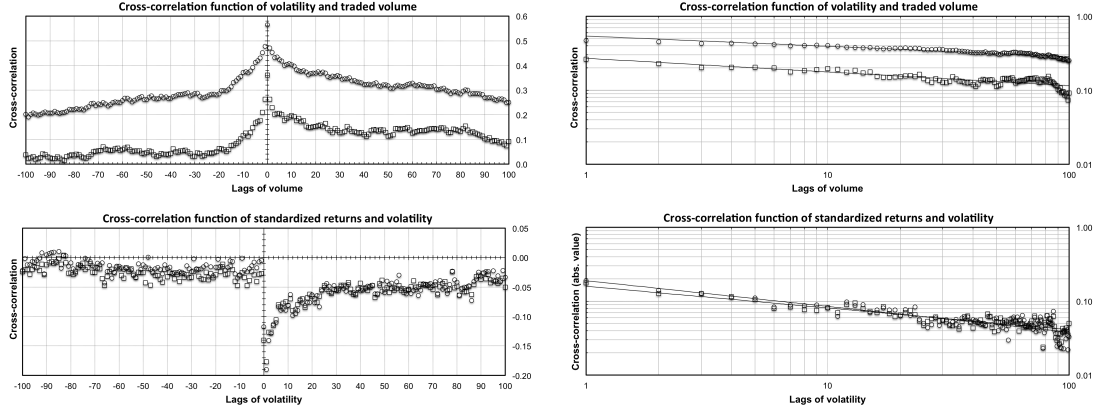 Cross-correlation function of volatility and traded volume
Cross-correlation
0.6
0.5
0.4
0.3
0.2
0.1
0.0
-100 -90 -80 -70 -60 -50 -40 -30 -20 -10 0 10 20 30 40 50 60 70 80 90 100
Lags of volume
Cross-correlation function of volatility and traded volume
Cross-correlation
1.00
0.10
0.01
1 10 100
Lags of volume
Cross-correlation function of standardized returns and volatility
Cross-correlation
0.05
0.00
-0.05
-0.10
-0.15
-0.20
-100 -90 -80 -70 -60 -50 -40 -30 -20 -10 0 10 20 30 40 50 60 70 80 90 100
Lags of volatility
Cross-correlation function of standardized returns and volatility
Cross-correlation (abs. value)
1.00
0.10
0.01
1 10 100
Lags of volatility